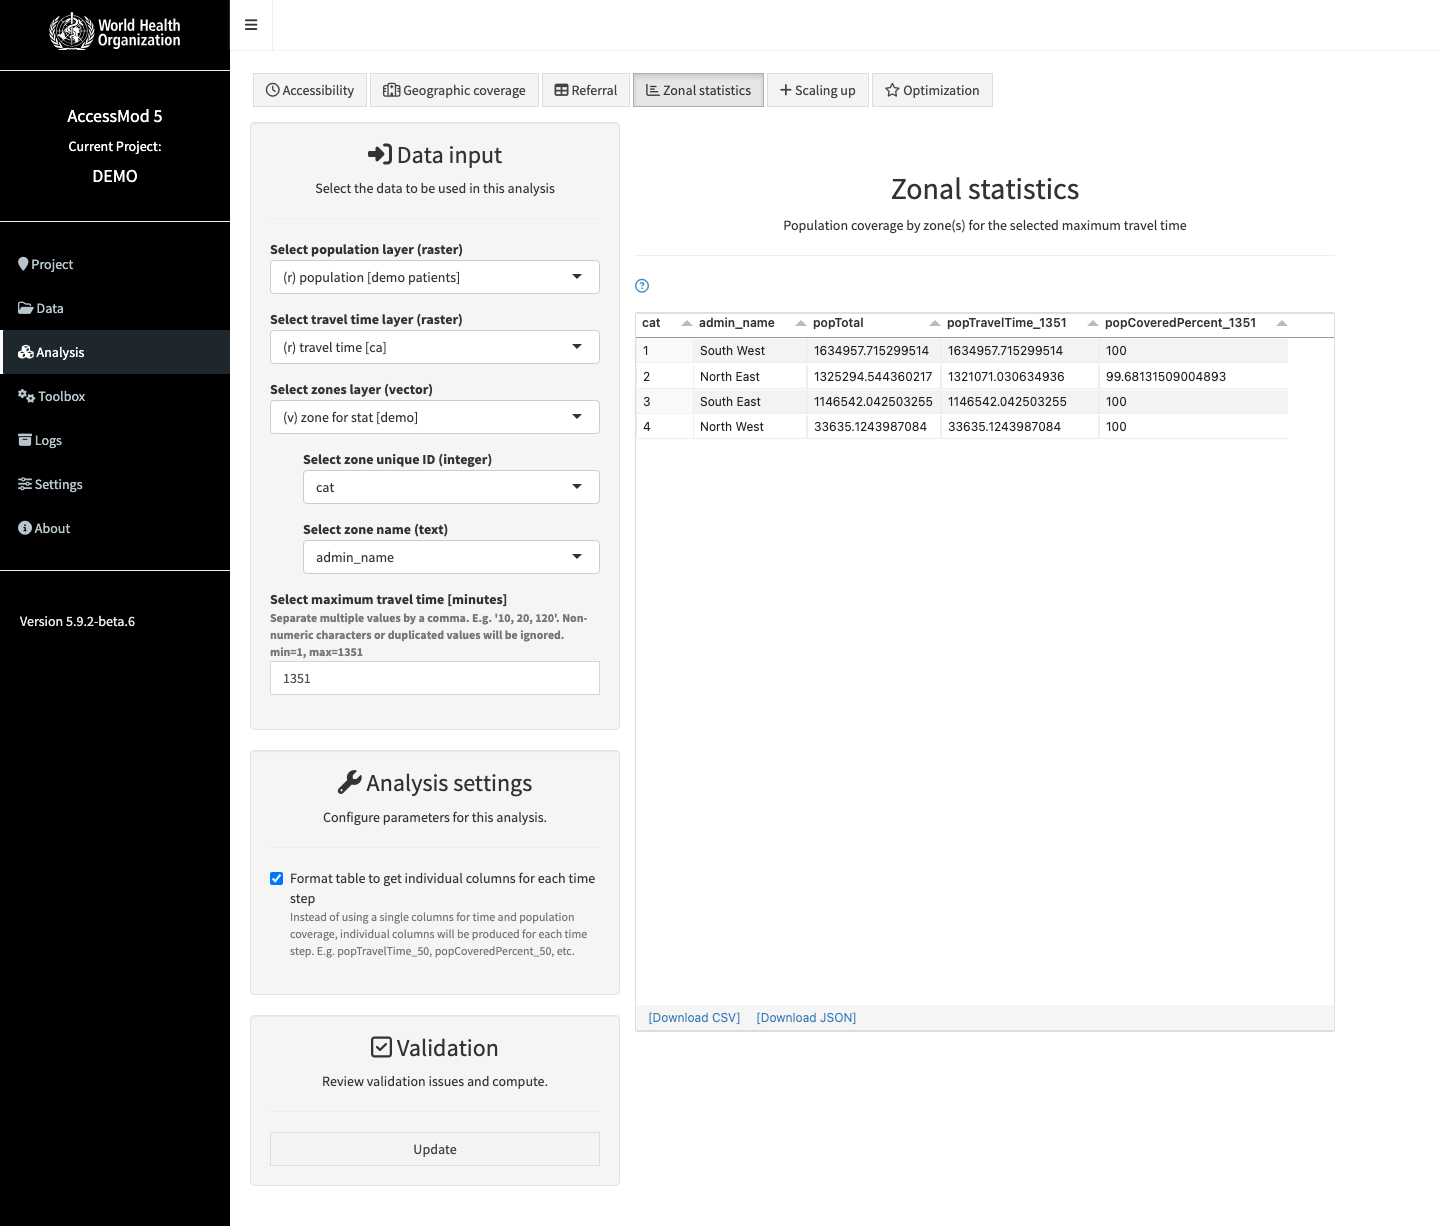 World Health
Organization
AccessMod 5
Current Project:
DEMO
Project
Data
Analysis
Toolbox
Logs
Settings
About
Version 5.9.2-beta.6
Accessibility
Geographic coverage
Referral
Zonal statistics
Scaling up
Optimization
Data input
Select the data to be used in this analysis
Select population layer (raster)
(r) population [demo patients]
Select travel time layer (raster)
(r) travel time [ca]
Select zones layer (vector)
(v) zone for stat [demo]
Select zone unique ID (integer)
cat
Select zone name (text)
admin_name
Select maximum travel time [minutes]
Separate multiple values by a comma. E.g. '10, 20, 120'. Non-
numeric characters or duplicated values will be ignored.
min=1, max=1351
1351
Analysis settings
Configure parameters for this analysis.
Format table to get individual columns for each time
step
Instead of using a single columns for time and population
coverage, individual columns will be produced for each time
step. E.g. popTravelTime_50, popCoveredPercent_50, etc.
Validation
Review validation issues and compute.
Update
Zonal statistics
Population coverage by zone(s) for the selected maximum travel time
cat admin_name popTotal popTravelTime_1351 popCoveredPercent_1351
1 South West 1634957.715299514 1634957.715299514 100
2 North East 1325294.544360217 1321071.030634936 99.68131509004893
3 South East 1146542.042503255 1146542.042503255 100
4 North West 33635.1243987084 33635.1243987084 100
[Download CSV] [Download JSON]